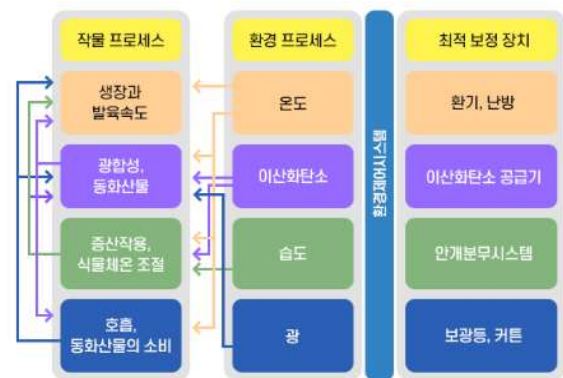 작물 프로세스
생장과
발육속도
광합성,
동화산물
증산작용,
식물체온 조절
호흡,
동화산물의 소비
환경 프로세스
온도
이산화탄소
습도
광
환경제어시스템
최적 보정 장치
환기, 난방
이산화탄소 공급기
안개분무시스템
보광등, 커튼